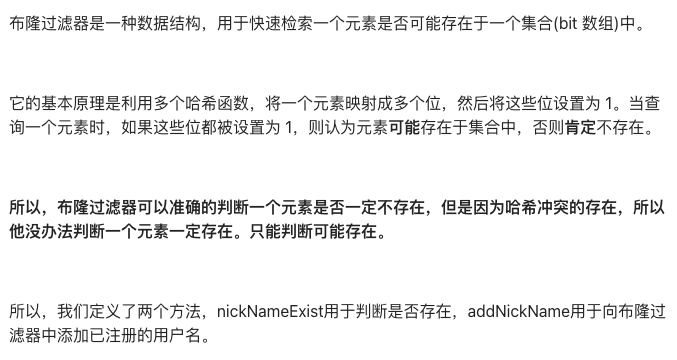 布隆过滤器是一种数据结构，用于快速检索一个元素是否可能存在于一个集合(bit 数组)中。
它的基本原理是利用多个哈希函数，将一个元素映射成多个位，然后将这些位设置为 1。当查
询一个元素时，如果这些位都被设置为 1，则认为元素可能存在于集合中，否则肯定不存在。
所以，布隆过滤器可以准确的判断一个元素是否一定不存在，但是因为哈希冲突的存在，所以
他没办法判断一个元素一定存在。只能判断可能存在。
所以，我们定义了两个方法，nickNameExist用于判断是否存在，addNickName用于向布隆过
滤器中添加已注册的用户名。